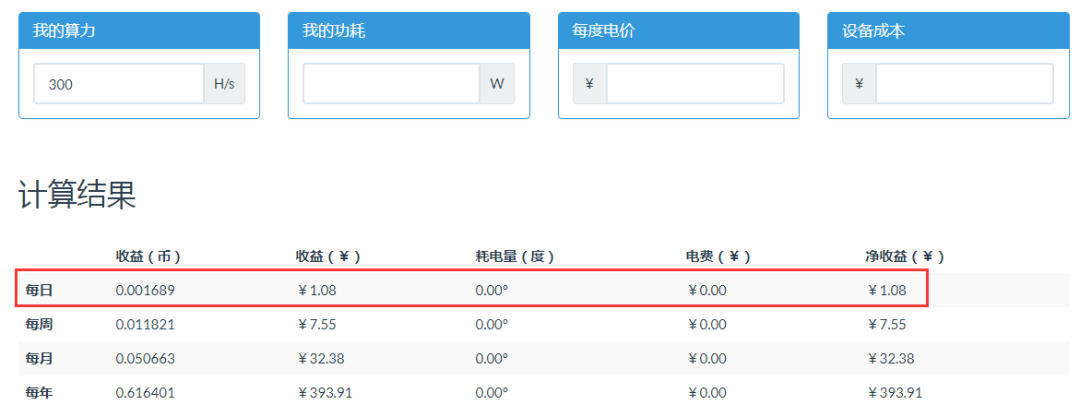 我的算力 我的功耗 每度电价 设备成本
300 H/s W ¥ ¥
计算结果
收益 ( 币 ) 收益 ( ¥ ) 耗电量 ( 度 ) 电费 ( ¥ ) 净收益 ( ¥ )
每日 0.001689 ¥ 1.08 0.00° ¥ 0.00 ¥ 1.08
每周 0.011821 ¥ 7.55 0.00° ¥ 0.00 ¥ 7.55
每月 0.050663 ¥ 32.38 0.00° ¥ 0.00 ¥ 32.38
每年 0.616401 ¥ 393.91 0.00° ¥ 0.00 ¥ 393.91